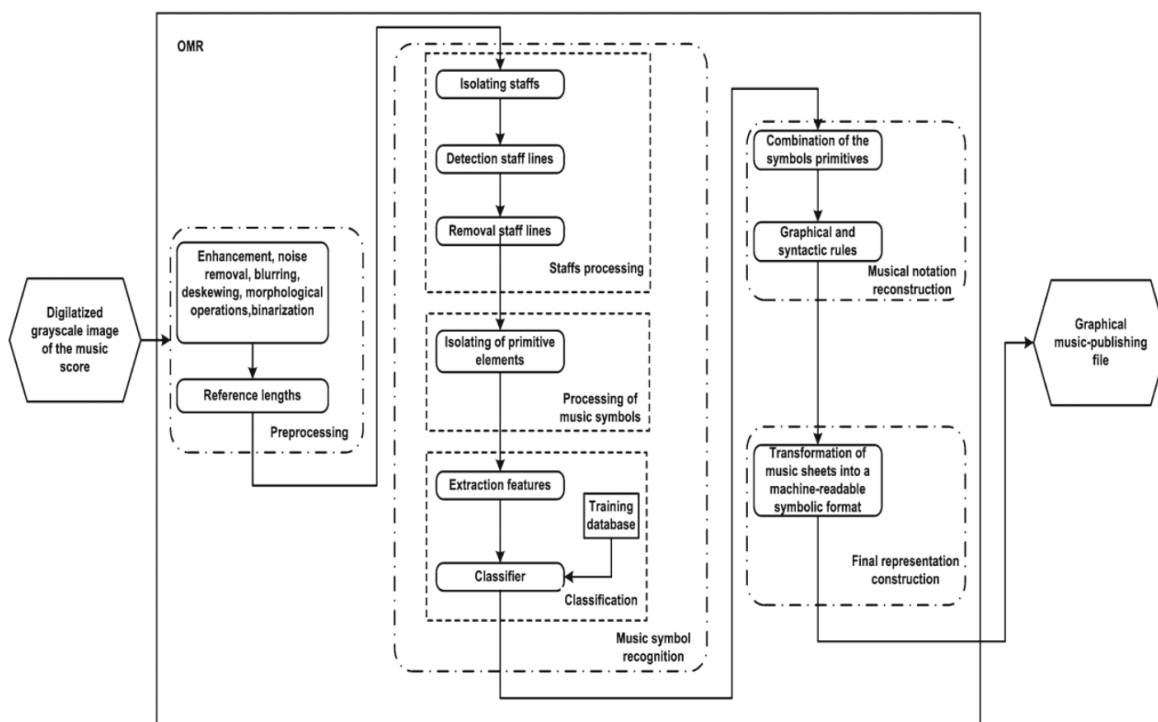 OMR
Digilatized
grayscale image
of the music
score
Enhancement, noise
removal, blurring,
deskewing, morphological
operations,binarization
Reference lengths
Preprocessing
Isolating staffs
Detection staff lines
Removal staff lines
Staffs processing
Isolating of primitive
elements
Processing of
music symbols
Extraction features
Training
database
Classifier
Classification
Music symbol
recognition
Combination of the
symbols primitives
Graphical and
syntactic rules
Musical notation
reconstruction
Transformation of
music sheets into a
machine-readable
symbolic format
Final representation
construction
Graphical
music-publishing
file